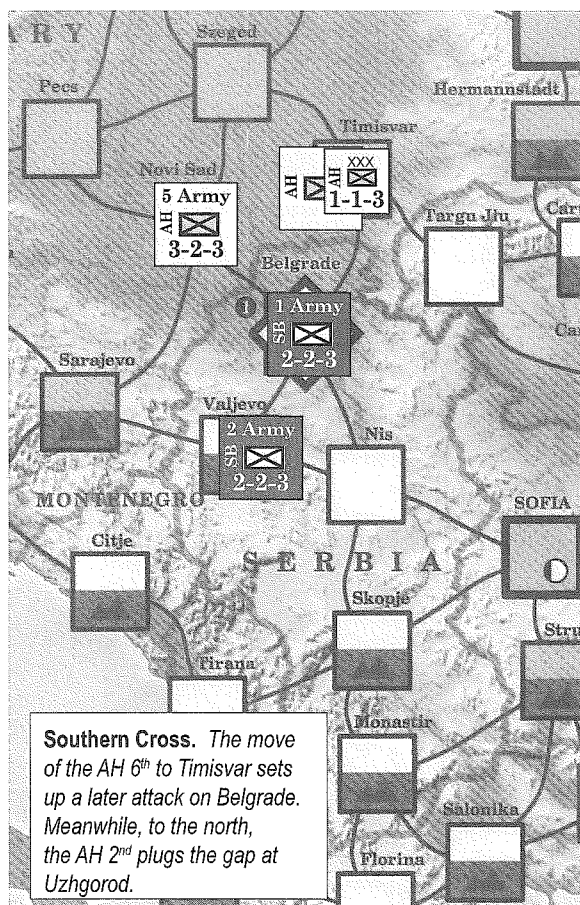 ARY
Szeged
Pecs
Hermannstadt
Timisvar
Novi Sad
XXX
AH
AH
1-1-3
5 Army
AH
3-2-3
Targu Jiu
Belgrade
1
1 Army
SB
2-2-3
Sarajevo
Valjevo
2 Army
SB
2-2-3
Nis
MONTENEGRO
SOFIA
Citje
SERBIA
Skopje
Stru
Tirana
Monastir
Salonika
Florina
Southern Cross. The move
of the AH 6th to Timisvar sets
up a later attack on Belgrade.
Meanwhile, to the north,
the AH 2nd plugs the gap at
Uzhgorod.